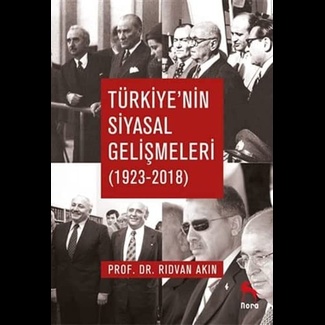 TÜRKİYE'NİN
SİYASAL
GELİŞMELERİ
(1923-2018)
PROF. DR. RIDVAN AKIN
nora